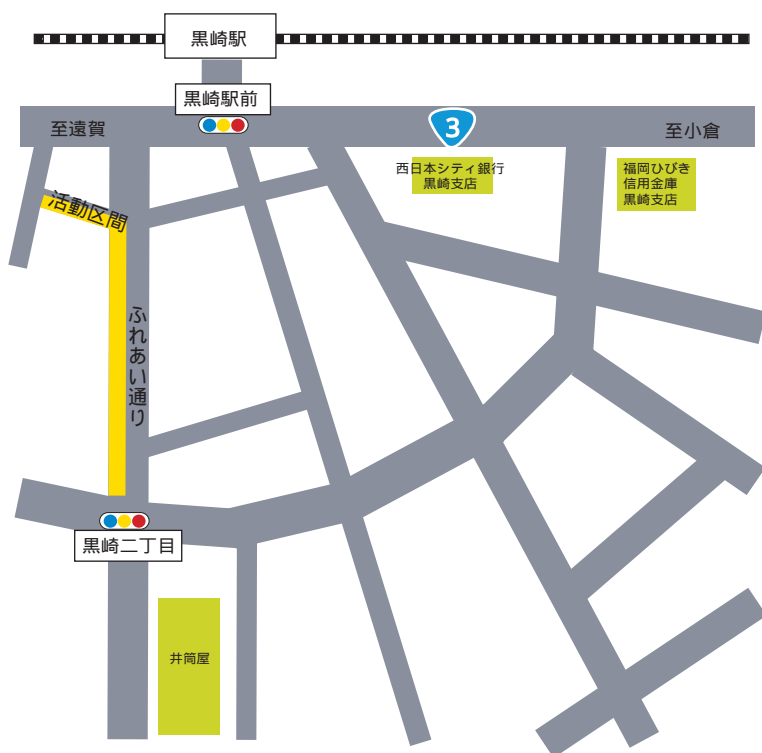 黒崎駅
黒崎駅前
至遠賀
3
至小倉
西日本シティ銀行
黒崎支店
福岡ひびき
信用金庫
黒崎支店
活動区間
ふれあい通り
黒崎二丁目
井筒屋